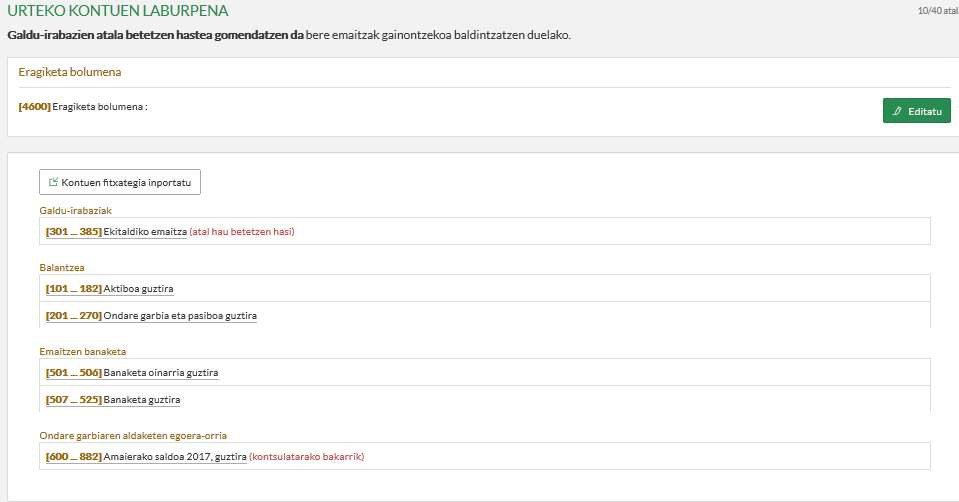 URTEKO KONTUEN LABURPENA
10/40 atal
Galdu-irabazien atala betetzen hastea gomendatzen da bere emaitzak gainontzekoa baldintzatzen duelako.
Eragiketa bolumena
[4600] Eragiketa bolumena :
Editatu
Kontuen fitxategia inportatu
Galdu-irabaziak
[301 ... 385] Ekitaldiko emaitza (atal hau betetzen hasi)
Balantzea
[101 ... 182] Aktiboa guztira
[201 ... 270] Ondare garbia eta pasiboa guztira
Emaitzen banaketa
[501 ... 506] Banaketa oinarria guztira
[507 ... 525] Banaketa guztira
Ondare garbiaren aldaketen egoera-orria
[600 ... 882] Amaierako saldoa 2017, guztira (kontsulatarako bakarrik)